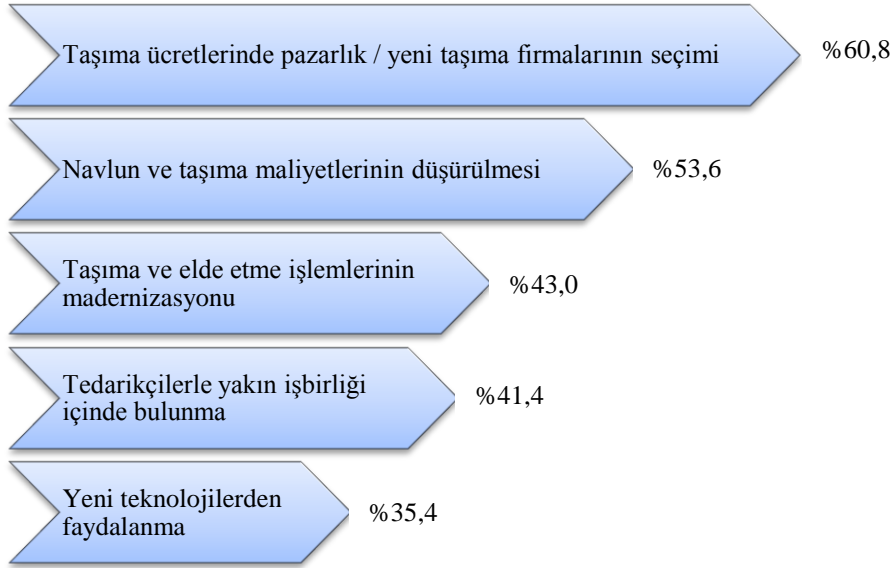 Taşıma ücretlerinde pazarlık / yeni taşıma firmalarının seçimi
%60,8
Navlun ve taşıma maliyetlerinin düşürülmesi
%53,6
Taşıma ve elde etme işlemlerinin
madernizasyonu
%43,0
Tedarikçilerle yakın işbirliği
içinde bulunma
%41,4
Yeni teknolojilerden
faydalanma
%35,4